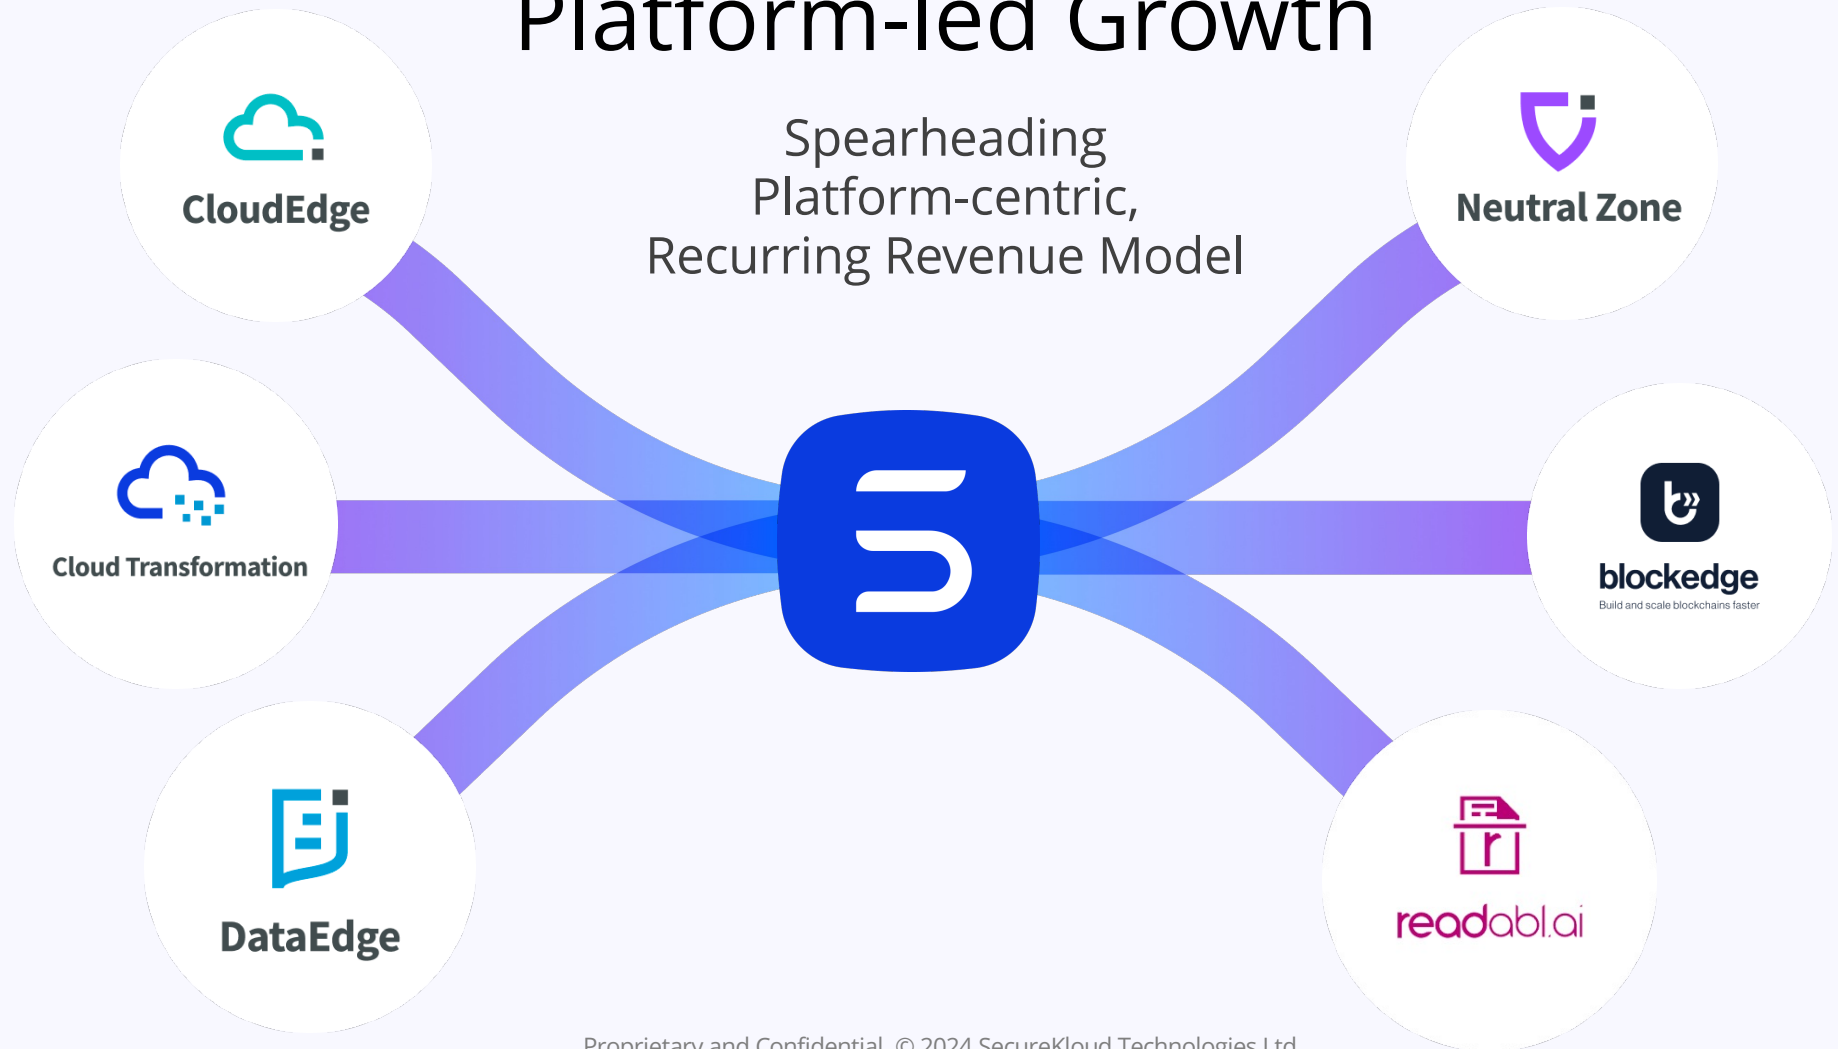 Platform-led Growth
Spearheading
Platform-centric,
Recurring Revenue Model
CloudEdge
Neutral Zone
Cloud Transformation
blockedge
Build and scale blockchains faster
DataEdge
readabl.ai
Proprietary and Confidential. © 2024 SecureKloud Technologies Ltd